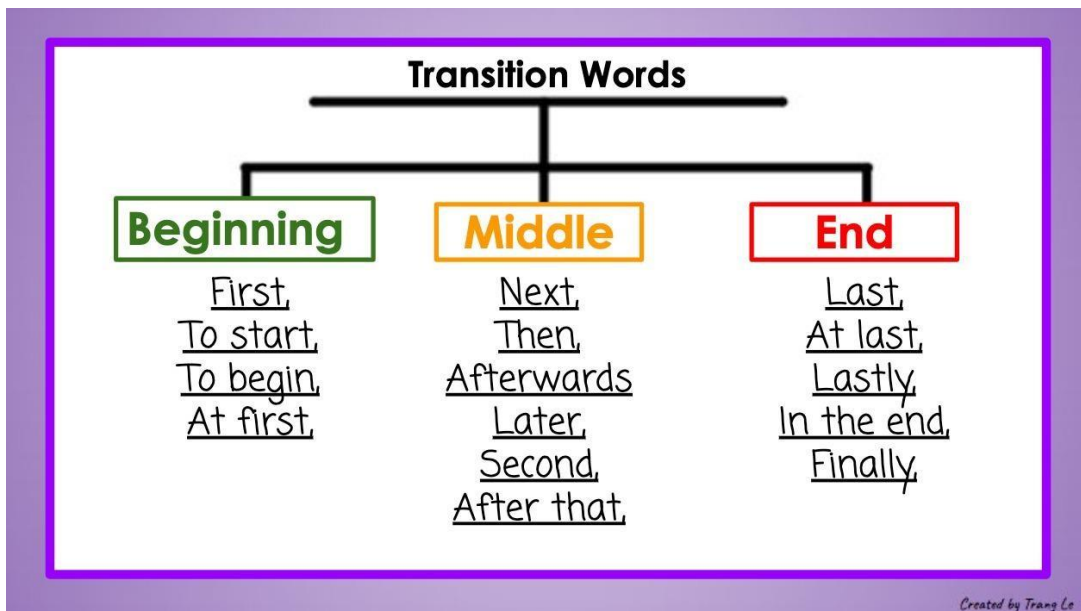 Transition Words
Beginning
First,
To start,
To begin,
At first,
Middle
Next,
Then,
Afterwards
Later,
Second,
After that,
End
Last,
At last,
Lastly,
In the end,
Finally,
Created by Trang Le